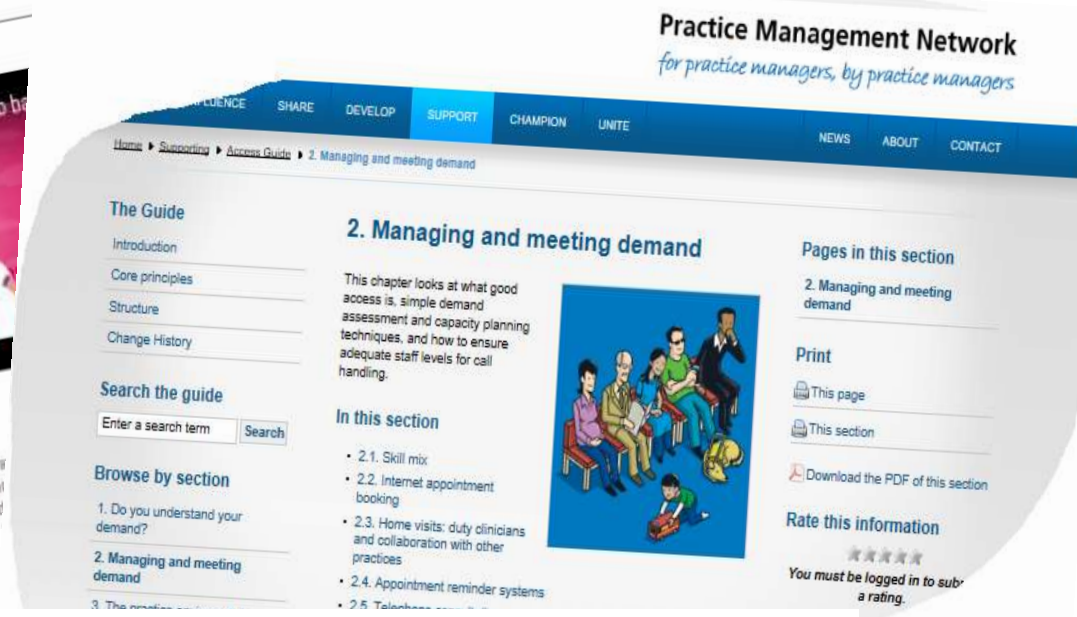 Practice Management Network
for practice managers, by practice managers
SHARE DEVELOP SUPPORT CHAMPION UNITE NEWS ABOUT CONTACT
Home Supporting Access Guide 2. Managing and meeting demand
The Guide
Introduction
Core principles
Structure
Change History
Search the guide
Enter a search term Search
Browse by section
1. Do you understand your
demand?
2. Managing and meeting
demand
3. The practice
2. Managing and meeting demand
This chapter looks at what good
access is, simple demand
assessment and capacity planning
techniques, and how to ensure
adequate staff levels for call
handling.
In this section
• 2.1. Skill mix
• 2.2. Internet appointment
booking
• 2.3. Home visits: duty clinicians
and collaboration with other
practices
• 2.4. Appointment reminder systems
• 2.5. Telephone
Pages in this section
2. Managing and meeting
demand
Print
This page
This section
Download the PDF of this section
Rate this information
You must be logged in to
a rating.